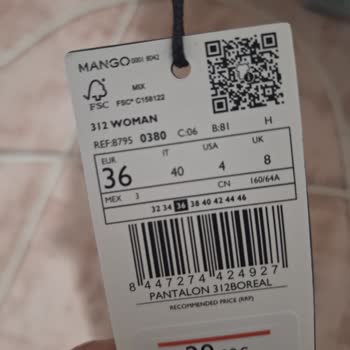 MANGO 0001 8042
MIX
FSC
FSC® C158122
312 WOMAN
REF:8795 0380 C:06 B:81 H
EUR IT USA UK
36 40 4 8
MEX 3 CN 160/64A
32 34 36 38 40 42 44 46
8 447274 424927
PANTALON 312BOREAL
RECOMMENDED PRICE (RRP)